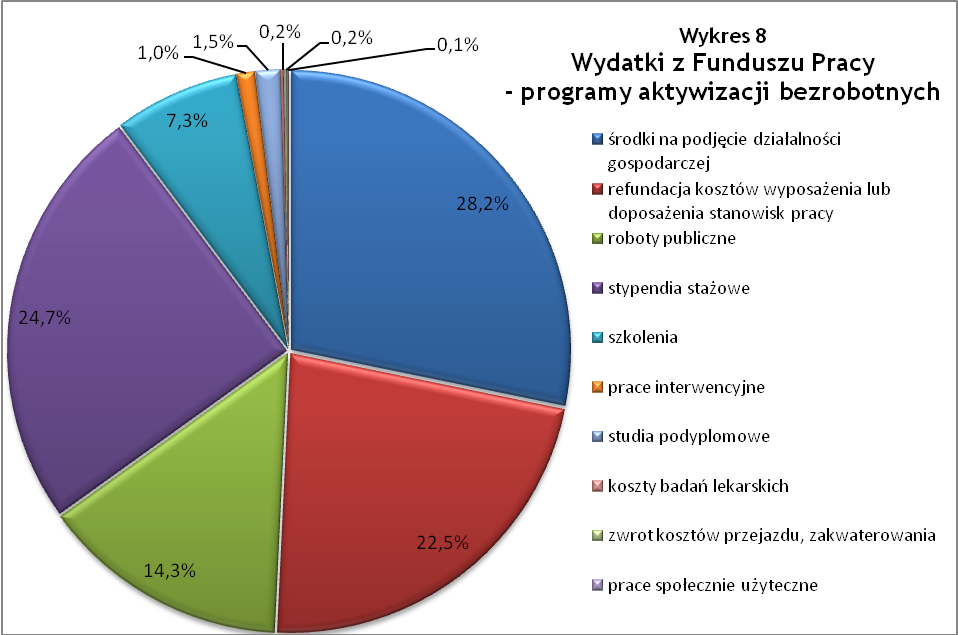 Wykres 8
Wydatki z Funduszu Pracy
- programy aktywizacji bezrobotnych
1,0%
1,5%
0,2%
0,2%
0,1%
7,3%
28,2%
24,7%
22,5%
14,3%
środki na podjęcie działalności
gospodarczej
refundacja kosztów wyposażenia lub
doposażenia stanowisk pracy
roboty publiczne
stypendia stażowe
szkolenia
prace interwencyjne
studia podyplomowe
koszty badań lekarskich
zwrot kosztów przejazdu, zakwaterowania
prace społecznie użyteczne